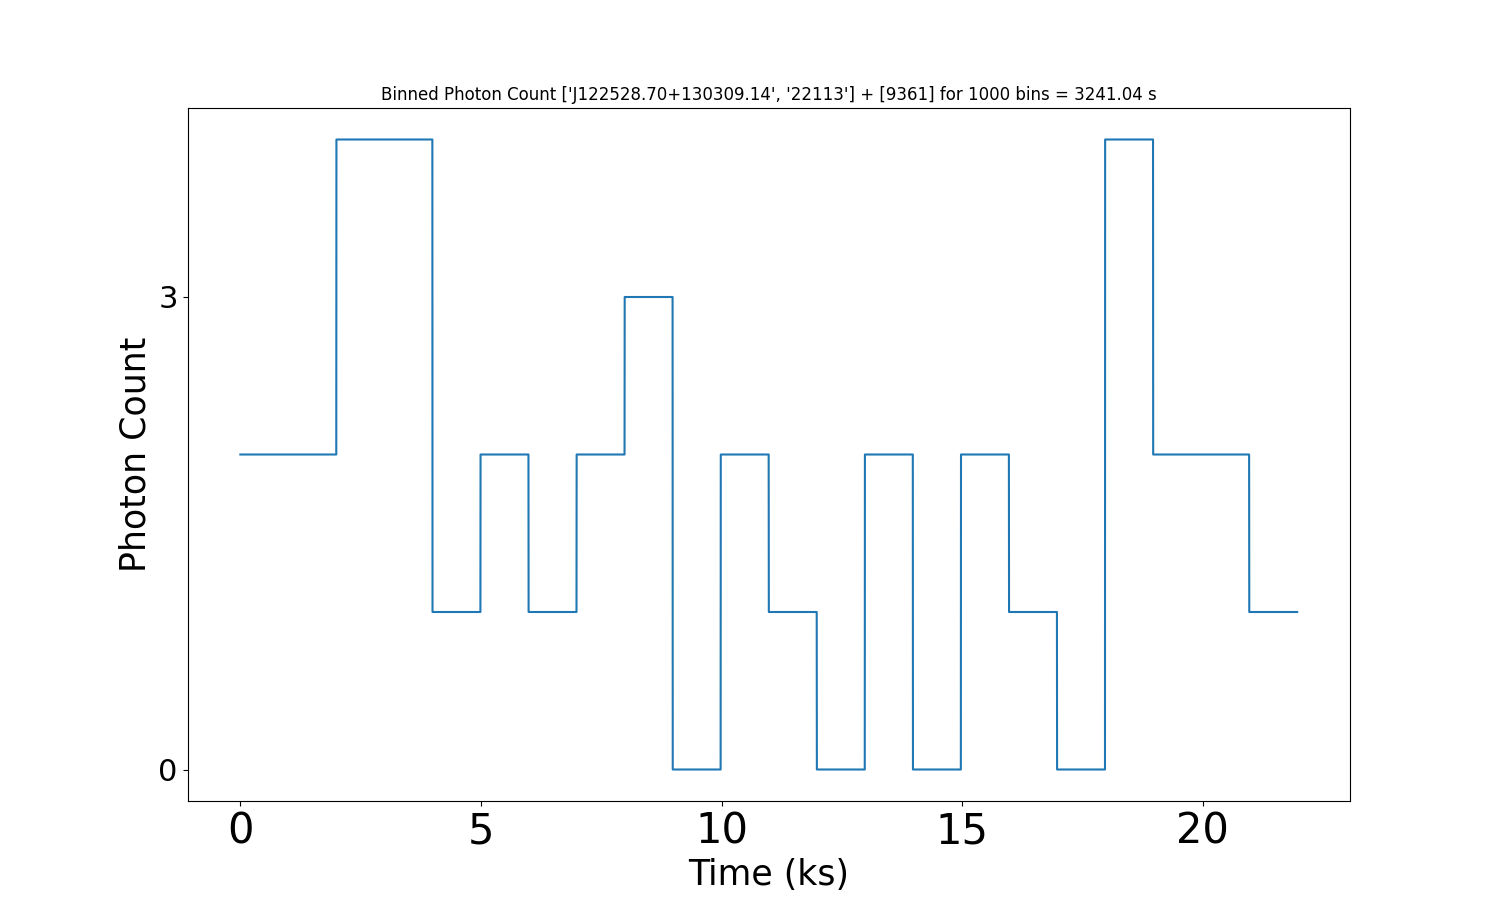 Binned Photon Count ['J122528.70+130309.14', '22113'] + [9361] for 1000 bins = 3241.04 s
Photon Count
3
0
0 5 10 15 20
Time (ks)